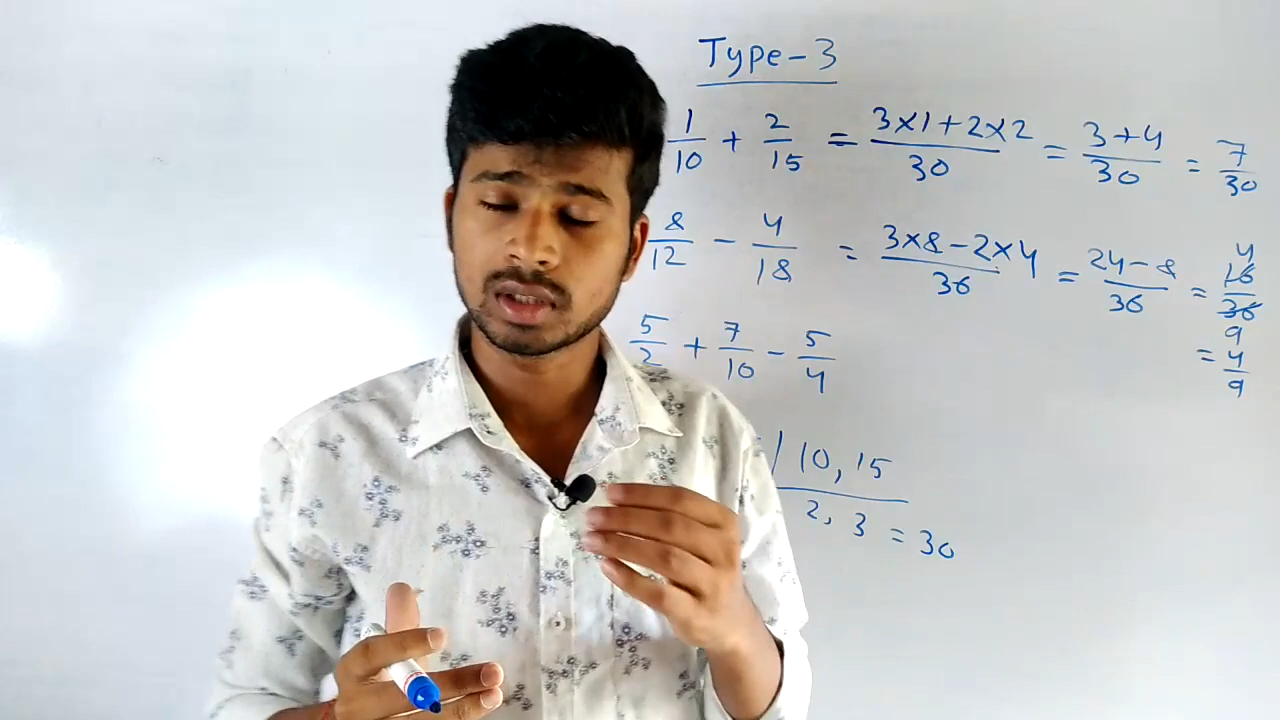 Type-3
1/10 + 2/15 = 3×1+2×2/30 = 3+4/30 = 7/30
8/12 - 4/18 = 3×8-2×4/36 = 24-8/36 = 4 16/36 9
= 4/9
5/2 + 7/10 - 5/4
10, 15
2, 3 = 30